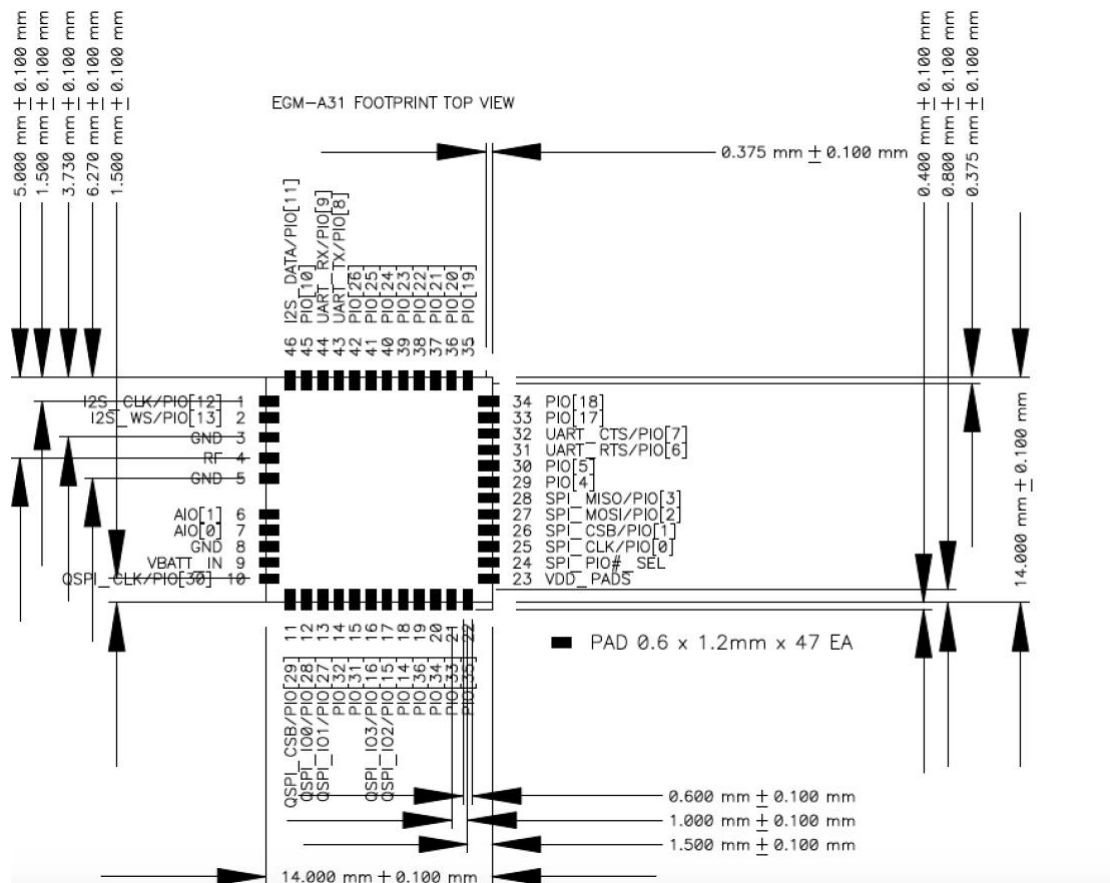 5.000 mm ± 0.100 mm
1.500 mm ± 0.100 mm
3.730 mm ± 0.100 mm
6.270 mm ± 0.100 mm
1.500 mm ± 0.100 mm
EGM-A31 FOOTPRINT TOP VIEW
0.375 mm ± 0.100 mm
0.400 mm ± 0.100 mm
0.800 mm ± 0.100 mm
0.375 mm ± 0.100 mm
14.000 mm ± 0.100 mm
46 I2S_DATA/PIO[11]
45 PIO[10]
44 UART_RX/PIO[9]
43 UART_TX/PIO[8]
42 PIO[26]
41 PIO[25]
40 PIO[24]
39 PIO[23]
38 PIO[22]
37 PIO[21]
36 PIO[20]
35 PIO[19]
I2S_CLK/PIO[12] 1
I2S_WS/PIO[13] 2
GND 3
RF 4
GND 5
AIO[1] 6
AIO[0] 7
GND 8
VBATT_IN 9
QSPI_CLK/PIO[30] 10
34 PIO[18]
33 PIO[17]
32 UART_CTS/PIO[7]
31 UART_RTS/PIO[6]
30 PIO[5]
29 PIO[4]
28 SPI_MISO/PIO[3]
27 SPI_MOSI/PIO[2]
26 SPI_CSB/PIO[1]
25 SPI_CLK/PIO[0]
24 SPI_PIO#_SEL
23 VDD_PADS
QSPI_CSB/PIO[29] 11
QSPI_IO0/PIO[28] 12
QSPI_IO1/PIO[27] 13
PIO[32] 14
PIO[31] 15
QSPI_IO3/PIO[16] 16
QSPI_IO2/PIO[15] 17
PIO[14] 18
PIO[36] 19
PIO[34] 20
PIO[33] 21
PIO[35] 22
PAD 0.6 x 1.2mm x 47 EA
0.600 mm ± 0.100 mm
1.000 mm ± 0.100 mm
1.500 mm ± 0.100 mm
14.000 mm ± 0.100 mm